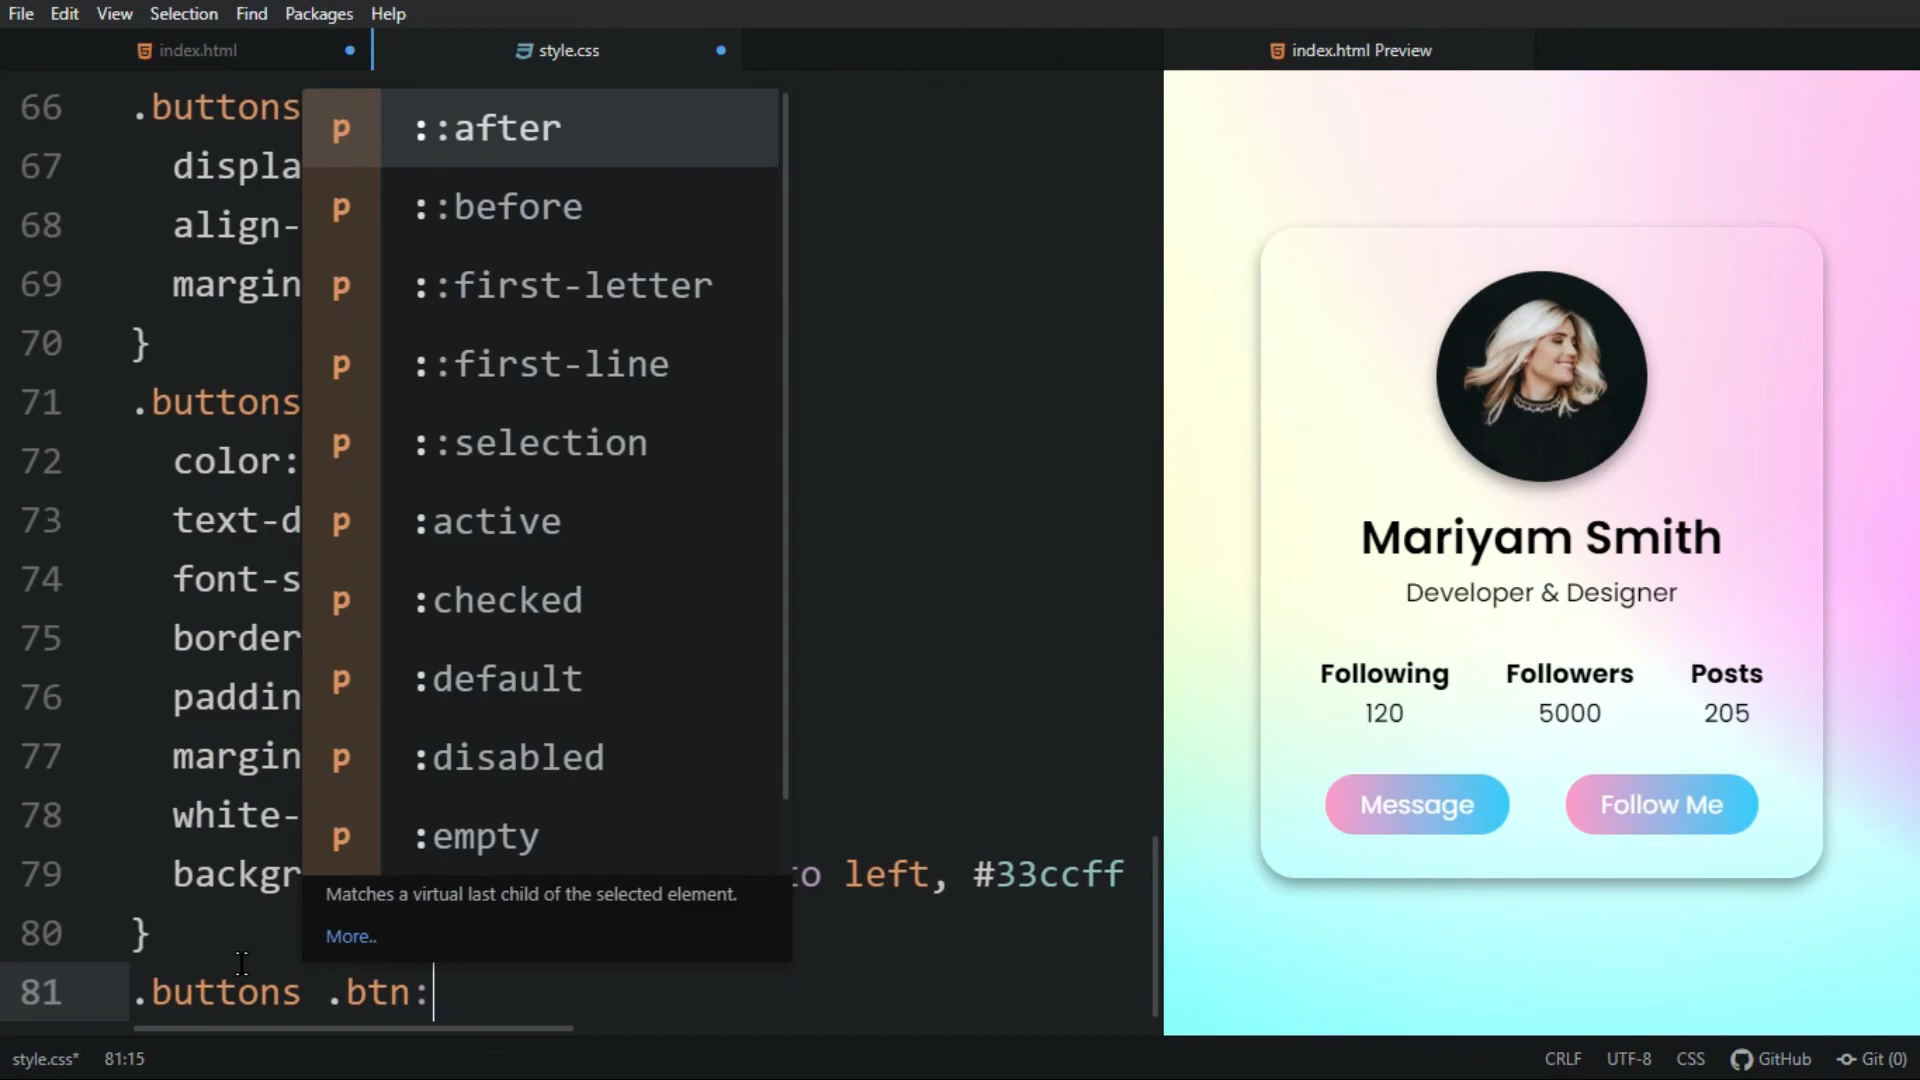 File Edit View Selection Find Packages Help
index.html style.css index.html Preview
66 .buttons
67 displa
68 align-
69 margin
70 }
71 .buttons
72 color:
73 text-d
74 font-s
75 border
76 paddin
77 margin
78 white-
79 backgr to left, #33ccff
80 }
81 .buttons .btn:
p ::after
p ::before
p ::first-letter
p ::first-line
p ::selection
p :active
p :checked
p :default
p :disabled
p :empty
Matches a virtual last child of the selected element.
More..
Mariyam Smith
Developer & Designer
Following Followers Posts
120 5000 205
Message Follow Me
style.css* 81:15 CRLF UTF-8 CSS GitHub Git (0)